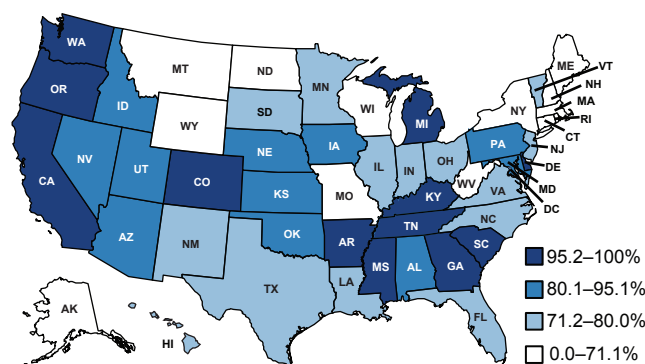 WA
MT
ND
ME
VT
NH
MA
RI
CT
NJ
DE
MD
DC
OR
ID
WY
SD
MN
WI
MI
NY
PA
NV
UT
CO
NE
KS
IA
IL
IN
OH
WV
VA
CA
AZ
NM
OK
MO
KY
NC
TN
AR
SC
TX
LA
MS
AL
GA
FL
AK
HI
95.2–100%
80.1–95.1%
71.2–80.0%
0.0–71.1%